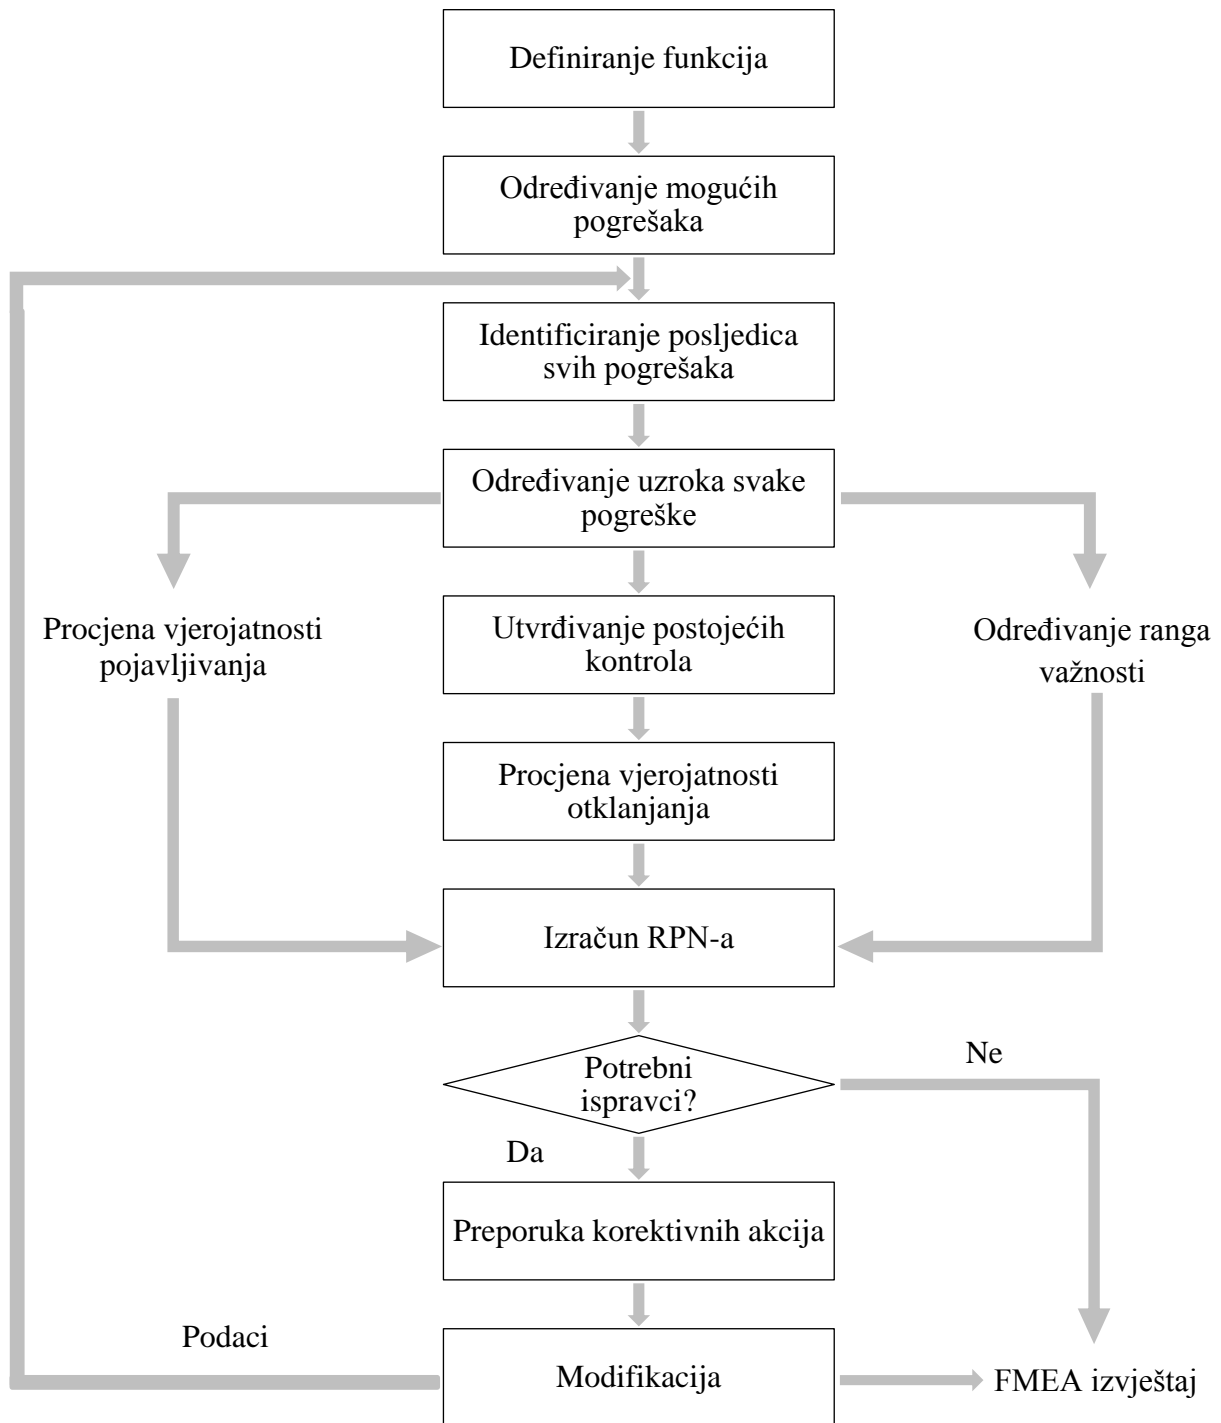 Definiranje funkcija
Određivanje mogućih
pogrešaka
Identificiranje posljedica
svih pogrešaka
Određivanje uzroka svake
pogreške
Procjena vjerojatnosti
pojavljivanja
Utvrđivanje postojećih
kontrola
Određivanje ranga
važnosti
Procjena vjerojatnosti
otklanjanja
Izračun RPN-a
Potrebni
ispravci?
Ne
Da
Preporuka korektivnih akcija
Podaci
Modifikacija
FMEA izvještaj